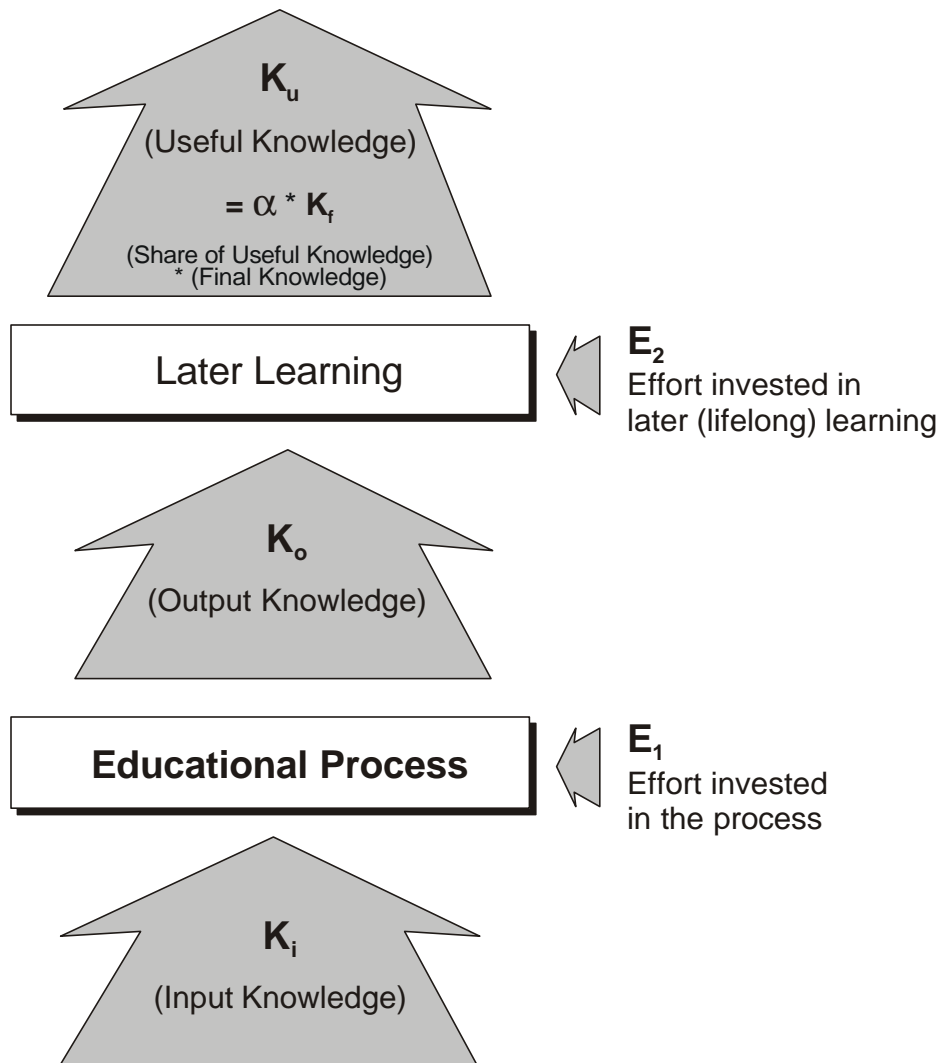 K_u
(Useful Knowledge)
= α * K_f
(Share of Useful Knowledge)
* (Final Knowledge)
Later Learning
E_2
Effort invested in
later (lifelong) learning
K_o
(Output Knowledge)
Educational Process
E_1
Effort invested
in the process
K_i
(Input Knowledge)